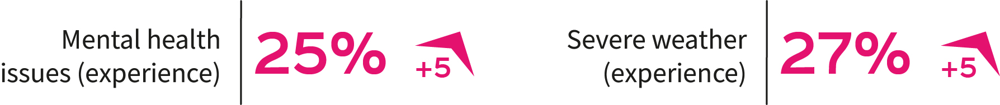 Mental health
issues (experience)
25%
+5
Severe weather
(experience)
27%
+5